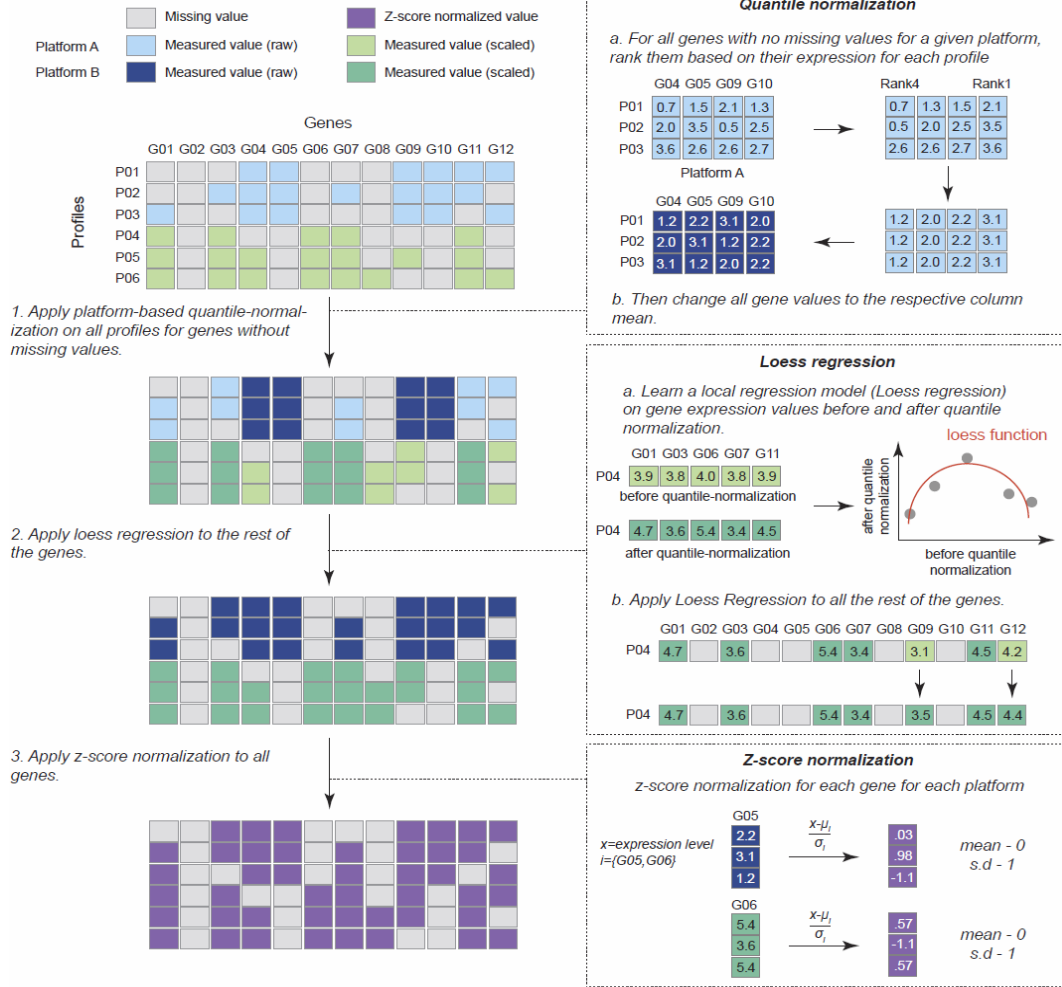 Missing value
Z-score normalized value
Platform A
Measured value (raw)
Measured value (scaled)
Platform B
Measured value (raw)
Measured value (scaled)
Genes
G01 G02 G03 G04 G05 G06 G07 G08 G09 G10 G11 G12
Profiles
P01
P02
P03
P04
P05
P06
1. Apply platform-based quantile-normal-
ization on all profiles for genes without
missing values.
2. Apply loess regression to the rest of
the genes.
3. Apply z-score normalization to all
genes.
Quantile normalization
a. For all genes with no missing values for a given platform,
rank them based on their expression for each profile
G04 G05 G09 G10
P01 0.7 1.5 2.1 1.3
P02 2.0 3.5 0.5 2.5
P03 3.6 2.6 2.6 2.7
Platform A
Rank4 Rank1
0.7 1.3 1.5 2.1
0.5 2.0 2.5 3.5
2.6 2.6 2.7 3.6
G04 G05 G09 G10
P01 1.2 2.2 3.1 2.0
P02 2.0 3.1 1.2 2.2
P03 3.1 1.2 2.0 2.2
1.2 2.0 2.2 3.1
1.2 2.0 2.2 3.1
1.2 2.0 2.2 3.1
b. Then change all gene values to the respective column
mean.
Loess regression
a. Learn a local regression model (Loess regression)
on gene expression values before and after quantile
normalization.
G01 G03 G06 G07 G11
P04 3.9 3.8 4.0 3.8 3.9
before quantile-normalization
P04 4.7 3.6 5.4 3.4 4.5
after quantile-normalization
loess function
after quantile
normalization
before quantile
normalization
b. Apply Loess Regression to all the rest of the genes.
G01 G02 G03 G04 G05 G06 G07 G08 G09 G10 G11 G12
P04 4.7 3.6 5.4 3.4 3.1 4.5 4.2
P04 4.7 3.6 5.4 3.4 3.5 4.5 4.4
Z-score normalization
z-score normalization for each gene for each platform
x=expression level
i={G05,G06}
G05
2.2
3.1
1.2
x-μi
σi
.03
.98
-1.1
mean - 0
s.d - 1
G06
5.4
3.6
5.4
x-μi
σi
.57
-1.1
.57
mean - 0
s.d - 1